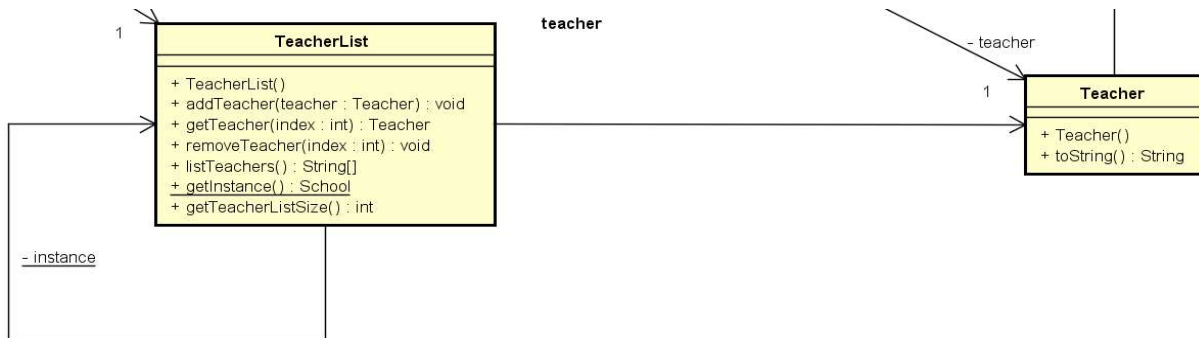 teacher
1
TeacherList
+ TeacherList()
+ addTeacher(teacher : Teacher) : void
+ getTeacher(index : int) : Teacher
+ removeTeacher(index : int) : void
+ listTeachers() : String[]
+ getInstance() : School
+ getTeacherListSize() : int
- instance
- teacher
1
Teacher
+ Teacher()
+ toString() : String